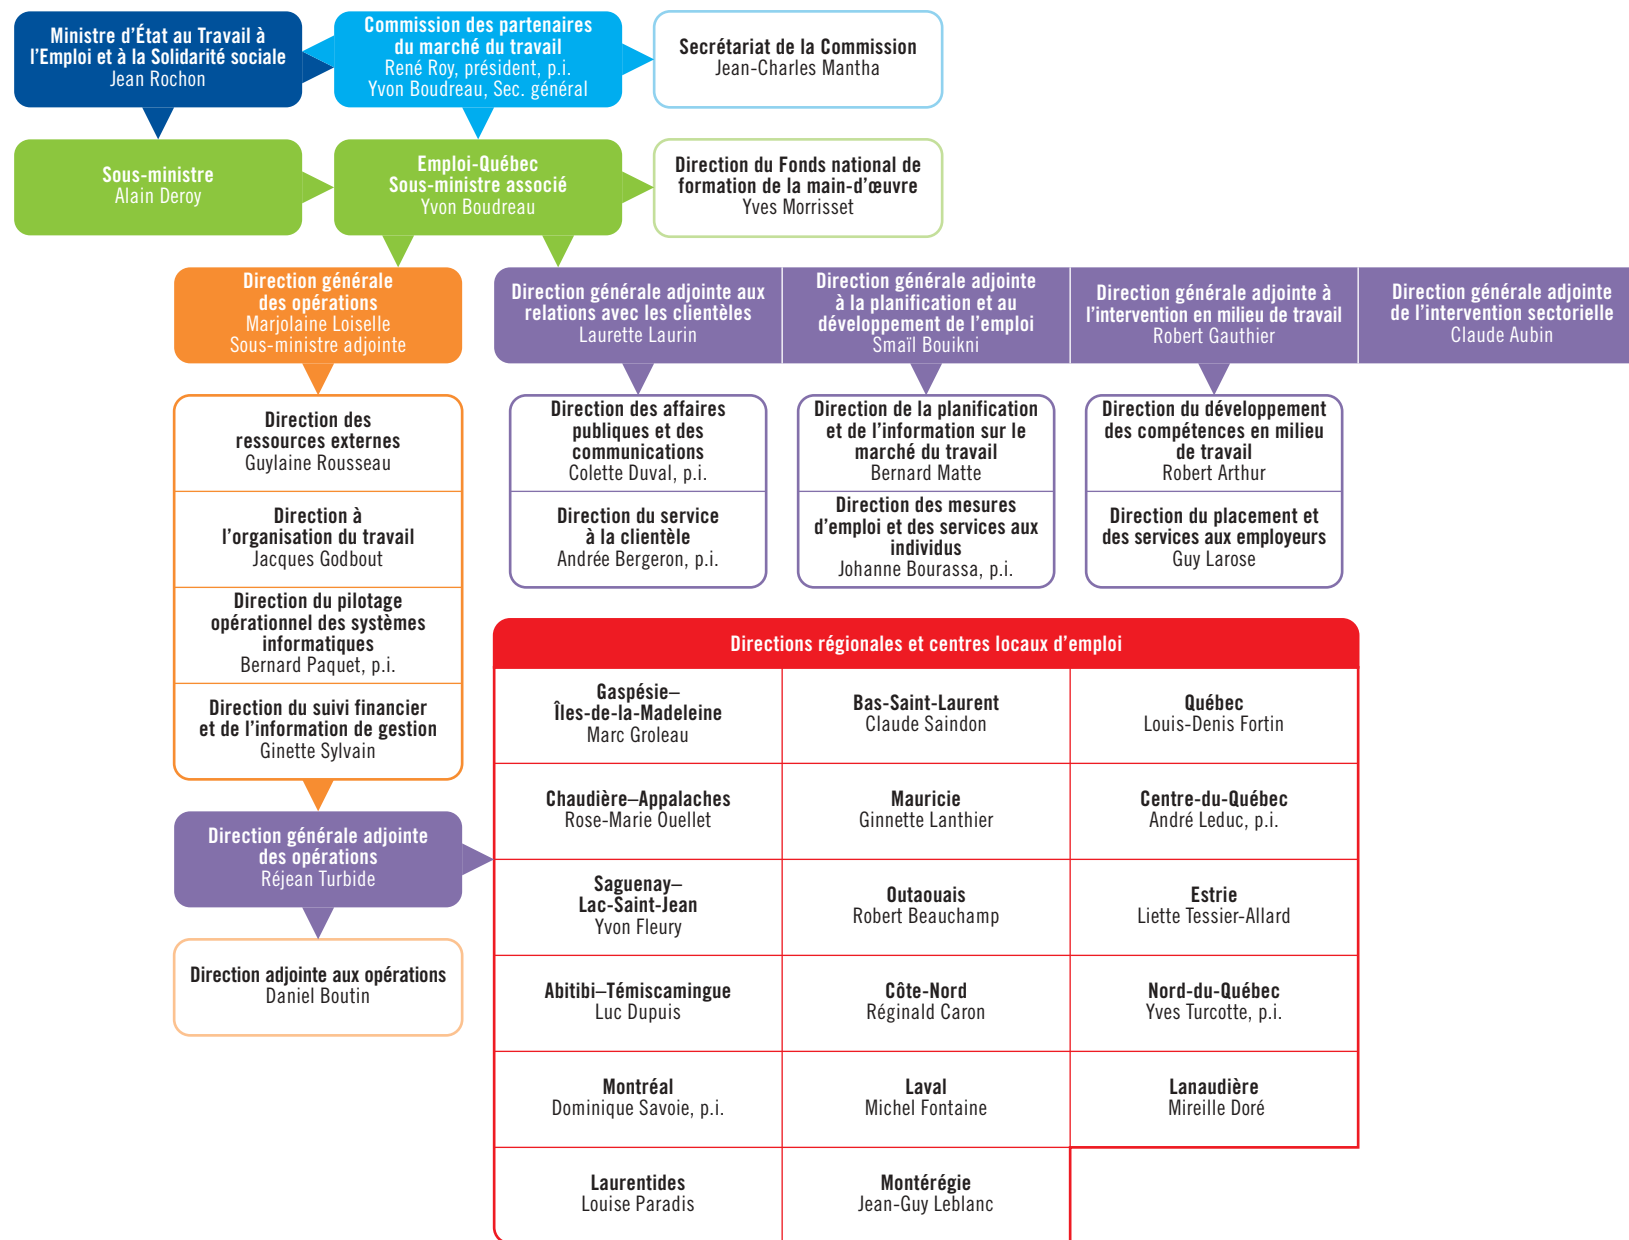 Ministre d’État au Travail à
l’Emploi et à la Solidarité sociale
Jean Rochon
Commission des partenaires
du marché du travail
René Roy, président, p.i.
Yvon Boudreau, Sec. général
Secrétariat de la Commission
Jean-Charles Mantha
Sous-ministre
Alain Deroy
Emploi-Québec
Sous-ministre associé
Yvon Boudreau
Direction du Fonds national de
formation de la main-d’œuvre
Yves Morrisset
Direction générale
des opérations
Marjolaine Loiselle
Sous-ministre adjointe
Direction générale adjointe aux
relations avec les clientèles
Laurette Laurin
Direction générale adjointe
à la planification et au
développement de l’emploi
Smaïl Bouikni
Direction générale adjointe à
l’intervention en milieu de travail
Robert Gauthier
Direction générale adjointe
de l’intervention sectorielle
Claude Aubin
Direction des
ressources externes
Guylaine Rousseau
Direction à
l’organisation du travail
Jacques Godbout
Direction du pilotage
opérationnel des systèmes
informatiques
Bernard Paquet, p.i.
Direction du suivi financier
et de l’information de gestion
Ginette Sylvain
Direction des affaires
publiques et des
communications
Colette Duval, p.i.
Direction du service
à la clientèle
Andrée Bergeron, p.i.
Direction de la planification
et de l’information sur le
marché du travail
Bernard Matte
Direction des mesures
d’emploi et des services aux
individus
Johanne Bourassa, p.i.
Direction du développement
des compétences en milieu
de travail
Robert Arthur
Direction du placement et
des services aux employeurs
Guy Larose
Direction générale adjointe
des opérations
Réjean Turbide
Direction adjointe aux opérations
Daniel Boutin
Directions régionales et centres locaux d’emploi
Gaspésie–
Îles-de-la-Madeleine
Marc Groleau
Bas-Saint-Laurent
Claude Saindon
Québec
Louis-Denis Fortin
Chaudière–Appalaches
Rose-Marie Ouellet
Mauricie
Ginnette Lanthier
Centre-du-Québec
André Leduc, p.i.
Saguenay–
Lac-Saint-Jean
Yvon Fleury
Outaouais
Robert Beauchamp
Estrie
Liette Tessier-Allard
Abitibi–Témiscamingue
Luc Dupuis
Côte-Nord
Réginald Caron
Nord-du-Québec
Yves Turcotte, p.i.
Montréal
Dominique Savoie, p.i.
Laval
Michel Fontaine
Lanaudière
Mireille Doré
Laurentides
Louise Paradis
Montérégie
Jean-Guy Leblanc